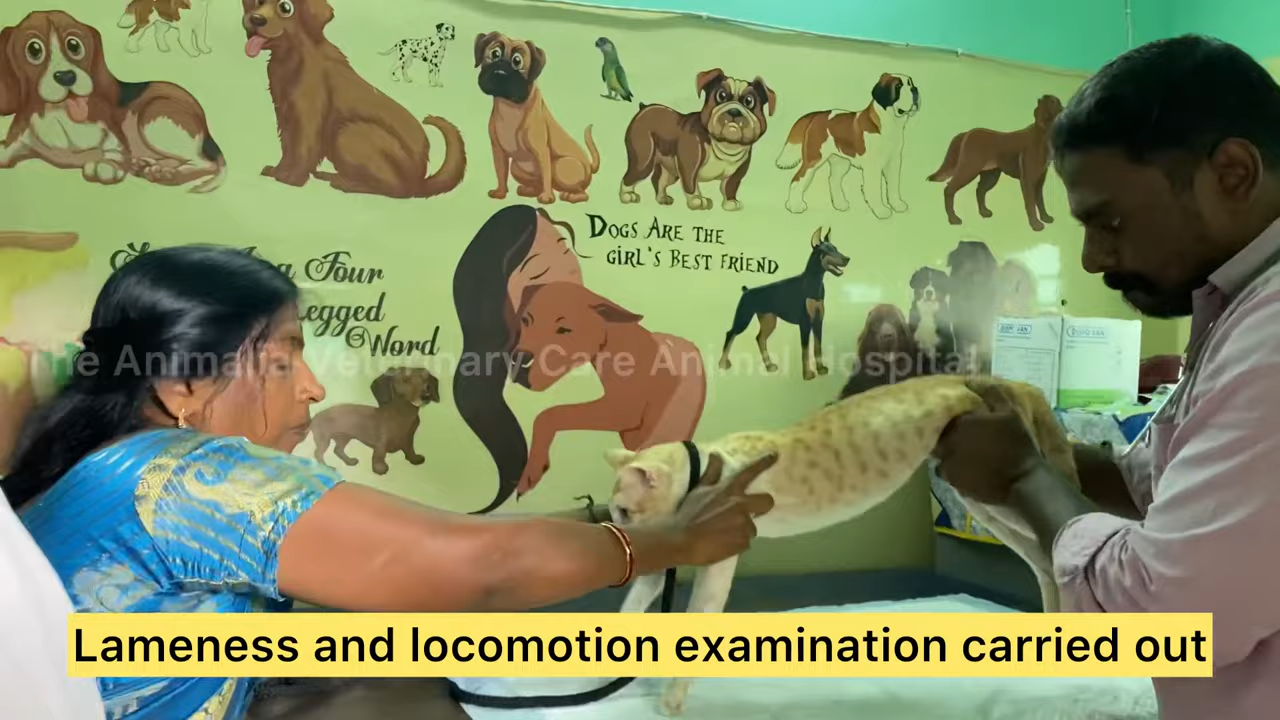 Dogs Are the
girl's Best Friend
Four
Legged
Word
The Animalia Veterinary Care Animal Hospital
Lameness and locomotion examination carried out